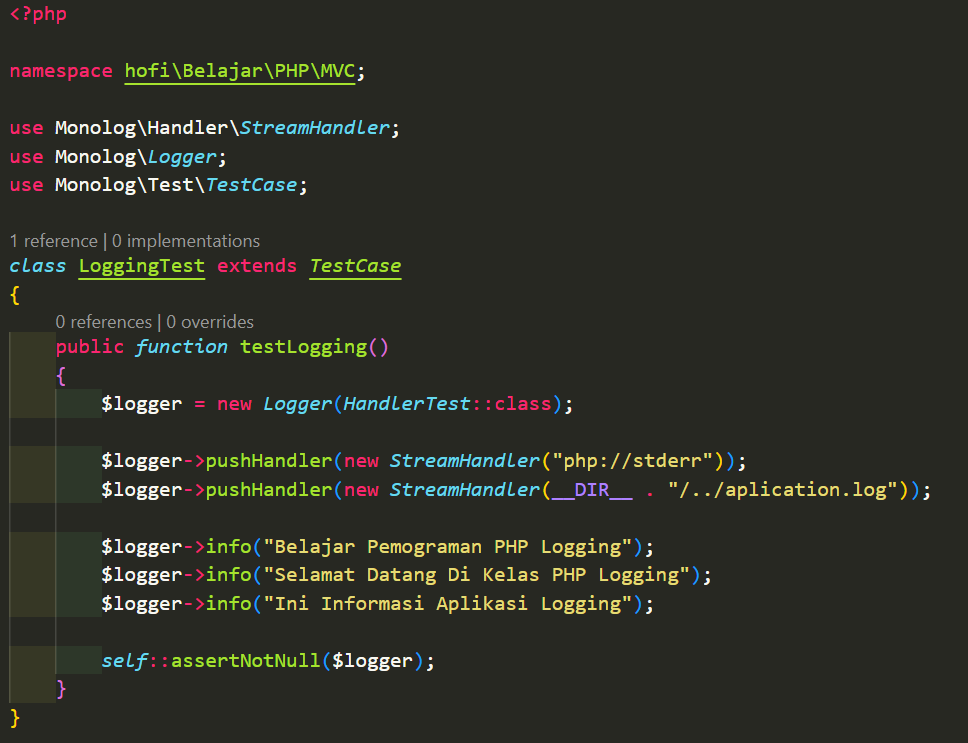 <?php
namespace hofi\Belajar\PHP\MVC;
use Monolog\Handler\StreamHandler;
use Monolog\Logger;
use Monolog\Test\TestCase;
1 reference | 0 implementations
class LoggingTest extends TestCase
{
0 references | 0 overrides
public function testLogging()
{
$logger = new Logger(HandlerTest::class);
$logger->pushHandler(new StreamHandler("php://stderr"));
$logger->pushHandler(new StreamHandler(__DIR__ . "/../aplication.log"));
$logger->info("Belajar Pemograman PHP Logging");
$logger->info("Selamat Datang Di Kelas PHP Logging");
$logger->info("Ini Informasi Aplikasi Logging");
self::assertNotNull($logger);
}
}